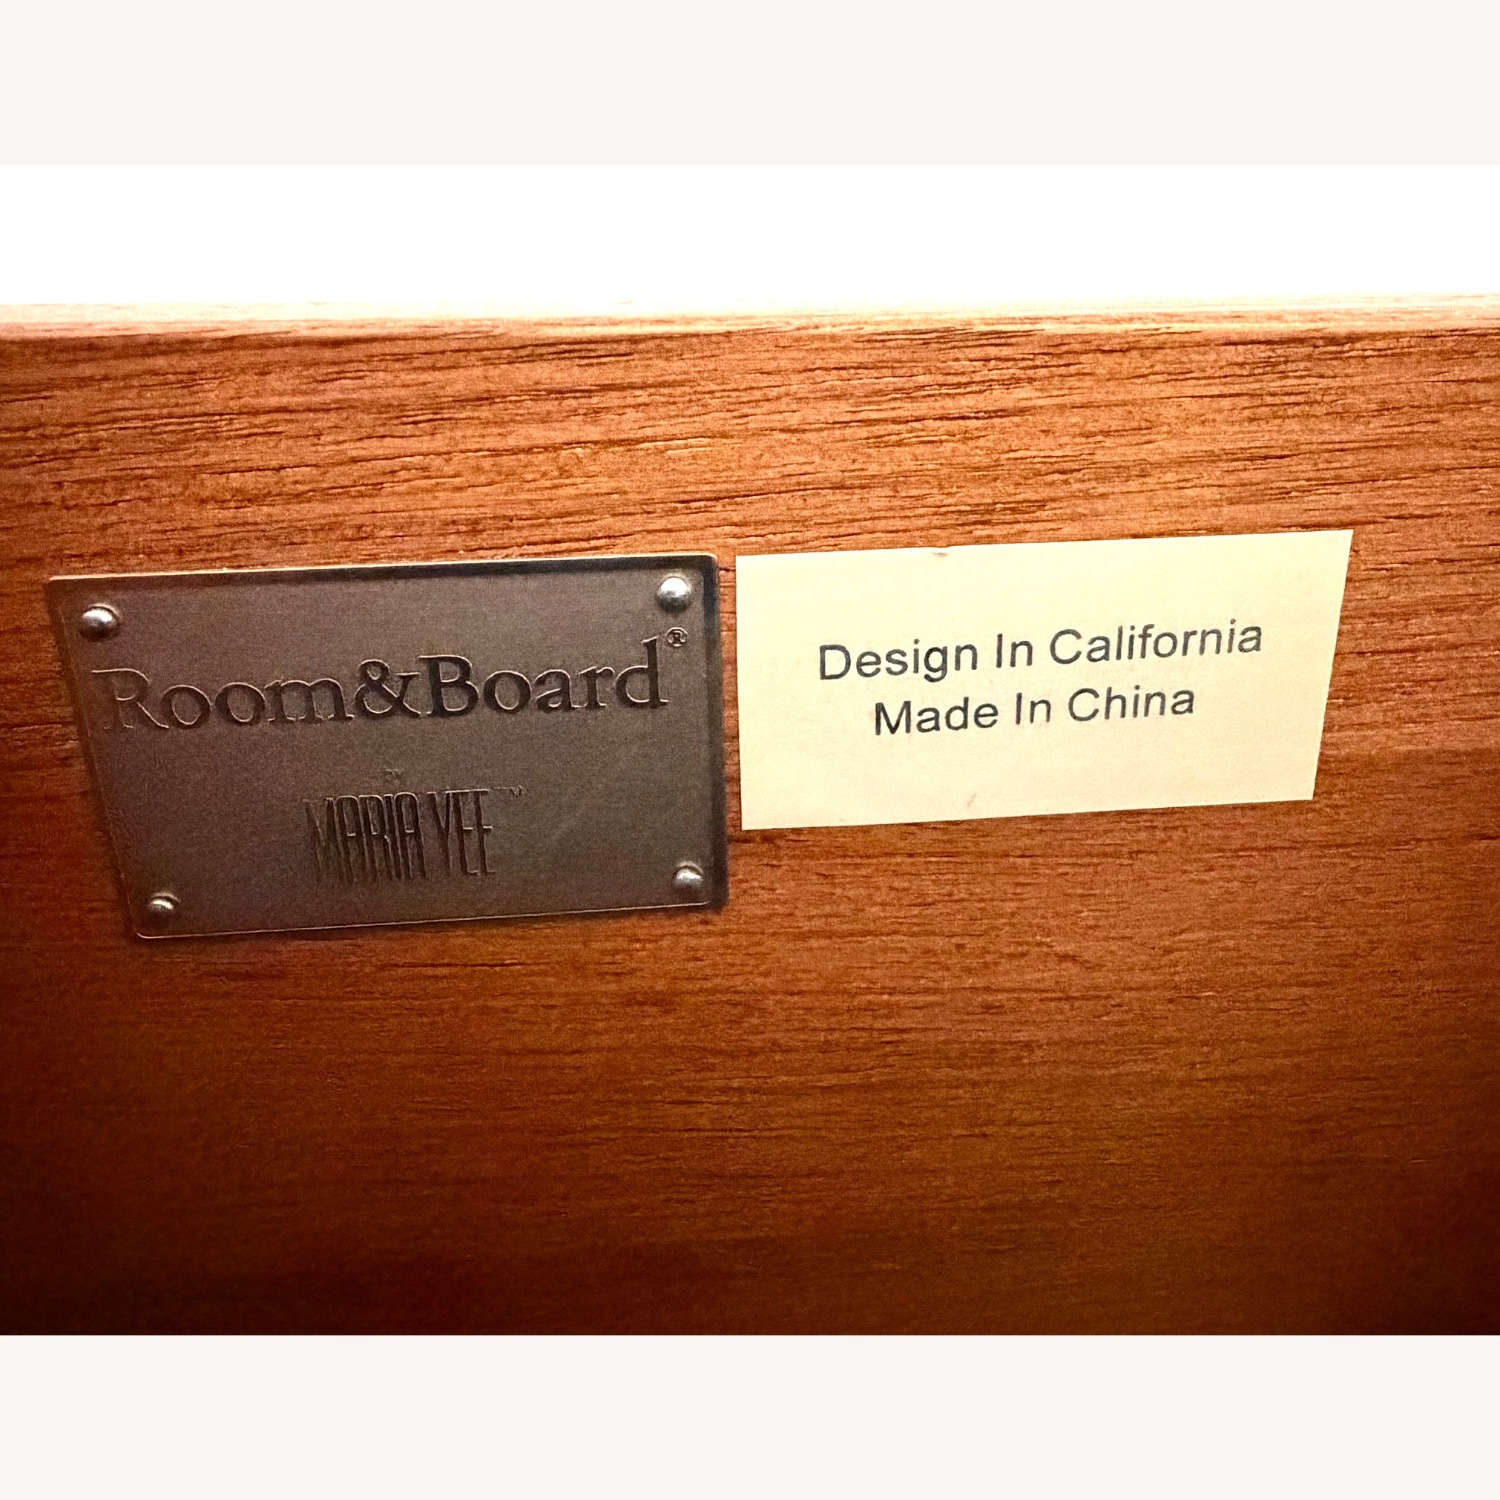 Room&Board®
BY
MARIA YEE™
Design In California
Made In China